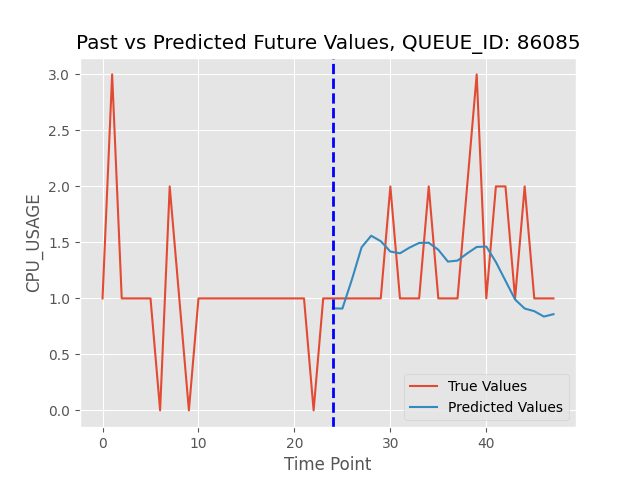 Past vs Predicted Future Values, QUEUE_ID: 86085
3.0
2.5
2.0
1.5
1.0
0.5
0.0
CPU_USAGE
0 10 20 30 40
Time Point
True Values
Predicted Values